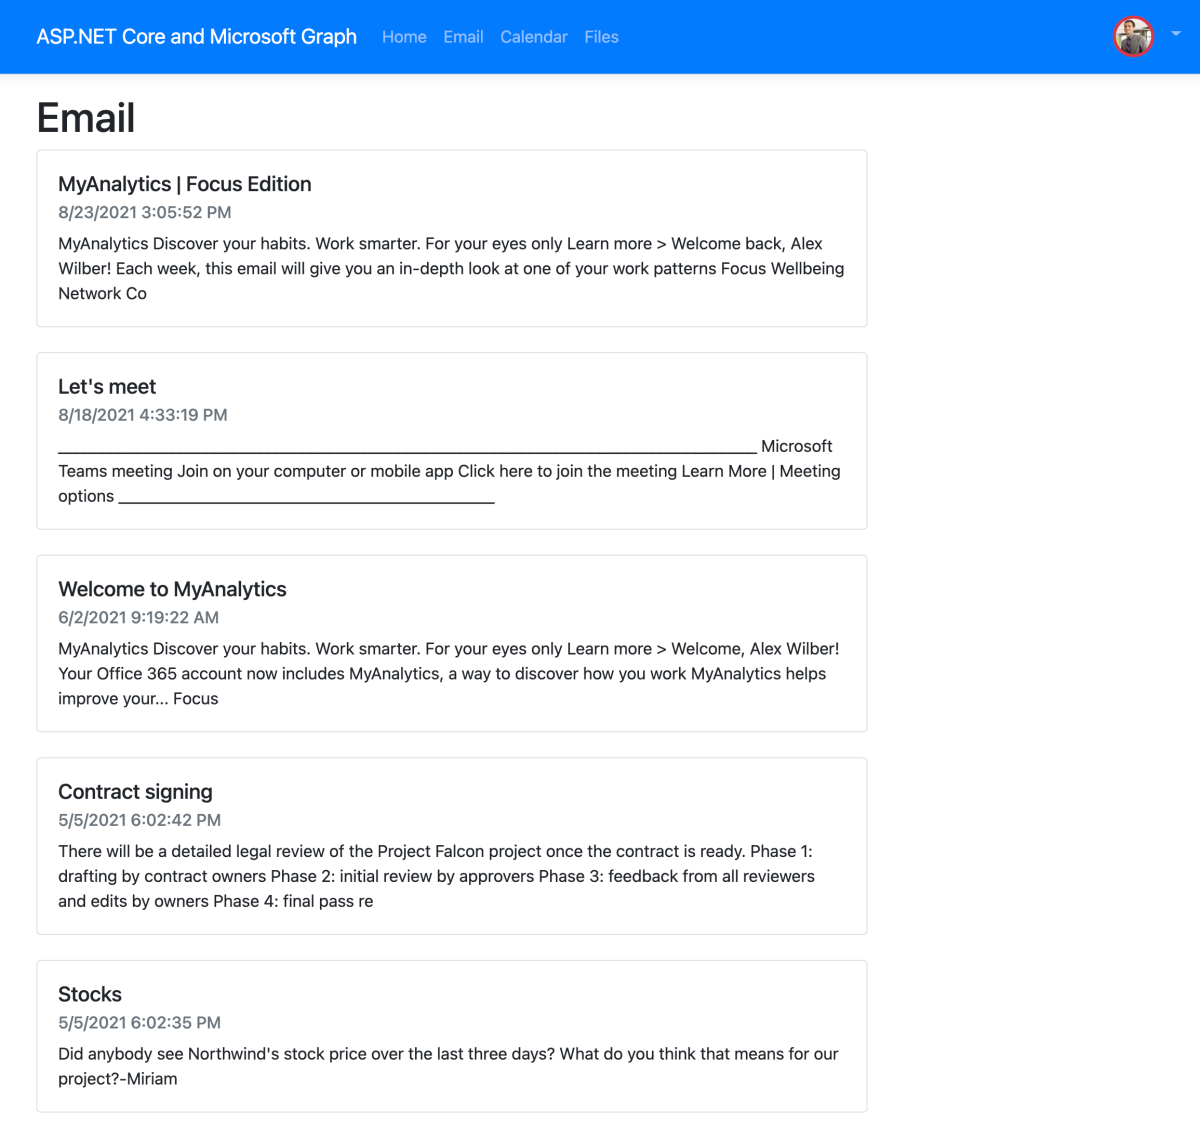 ASP.NET Core and Microsoft Graph Home Email Calendar Files
Email
MyAnalytics | Focus Edition
8/23/2021 3:05:52 PM
MyAnalytics Discover your habits. Work smarter. For your eyes only Learn more > Welcome back, Alex
Wilber! Each week, this email will give you an in-depth look at one of your work patterns Focus Wellbeing
Network Co
Let's meet
8/18/2021 4:33:19 PM
________________________________________________________________________________ Microsoft
Teams meeting Join on your computer or mobile app Click here to join the meeting Learn More | Meeting
options ___________________________________________
Welcome to MyAnalytics
6/2/2021 9:19:22 AM
MyAnalytics Discover your habits. Work smarter. For your eyes only Learn more > Welcome, Alex Wilber!
Your Office 365 account now includes MyAnalytics, a way to discover how you work MyAnalytics helps
improve your... Focus
Contract signing
5/5/2021 6:02:42 PM
There will be a detailed legal review of the Project Falcon project once the contract is ready. Phase 1:
drafting by contract owners Phase 2: initial review by approvers Phase 3: feedback from all reviewers
and edits by owners Phase 4: final pass re
Stocks
5/5/2021 6:02:35 PM
Did anybody see Northwind's stock price over the last three days? What do you think that means for our
project?-Miriam